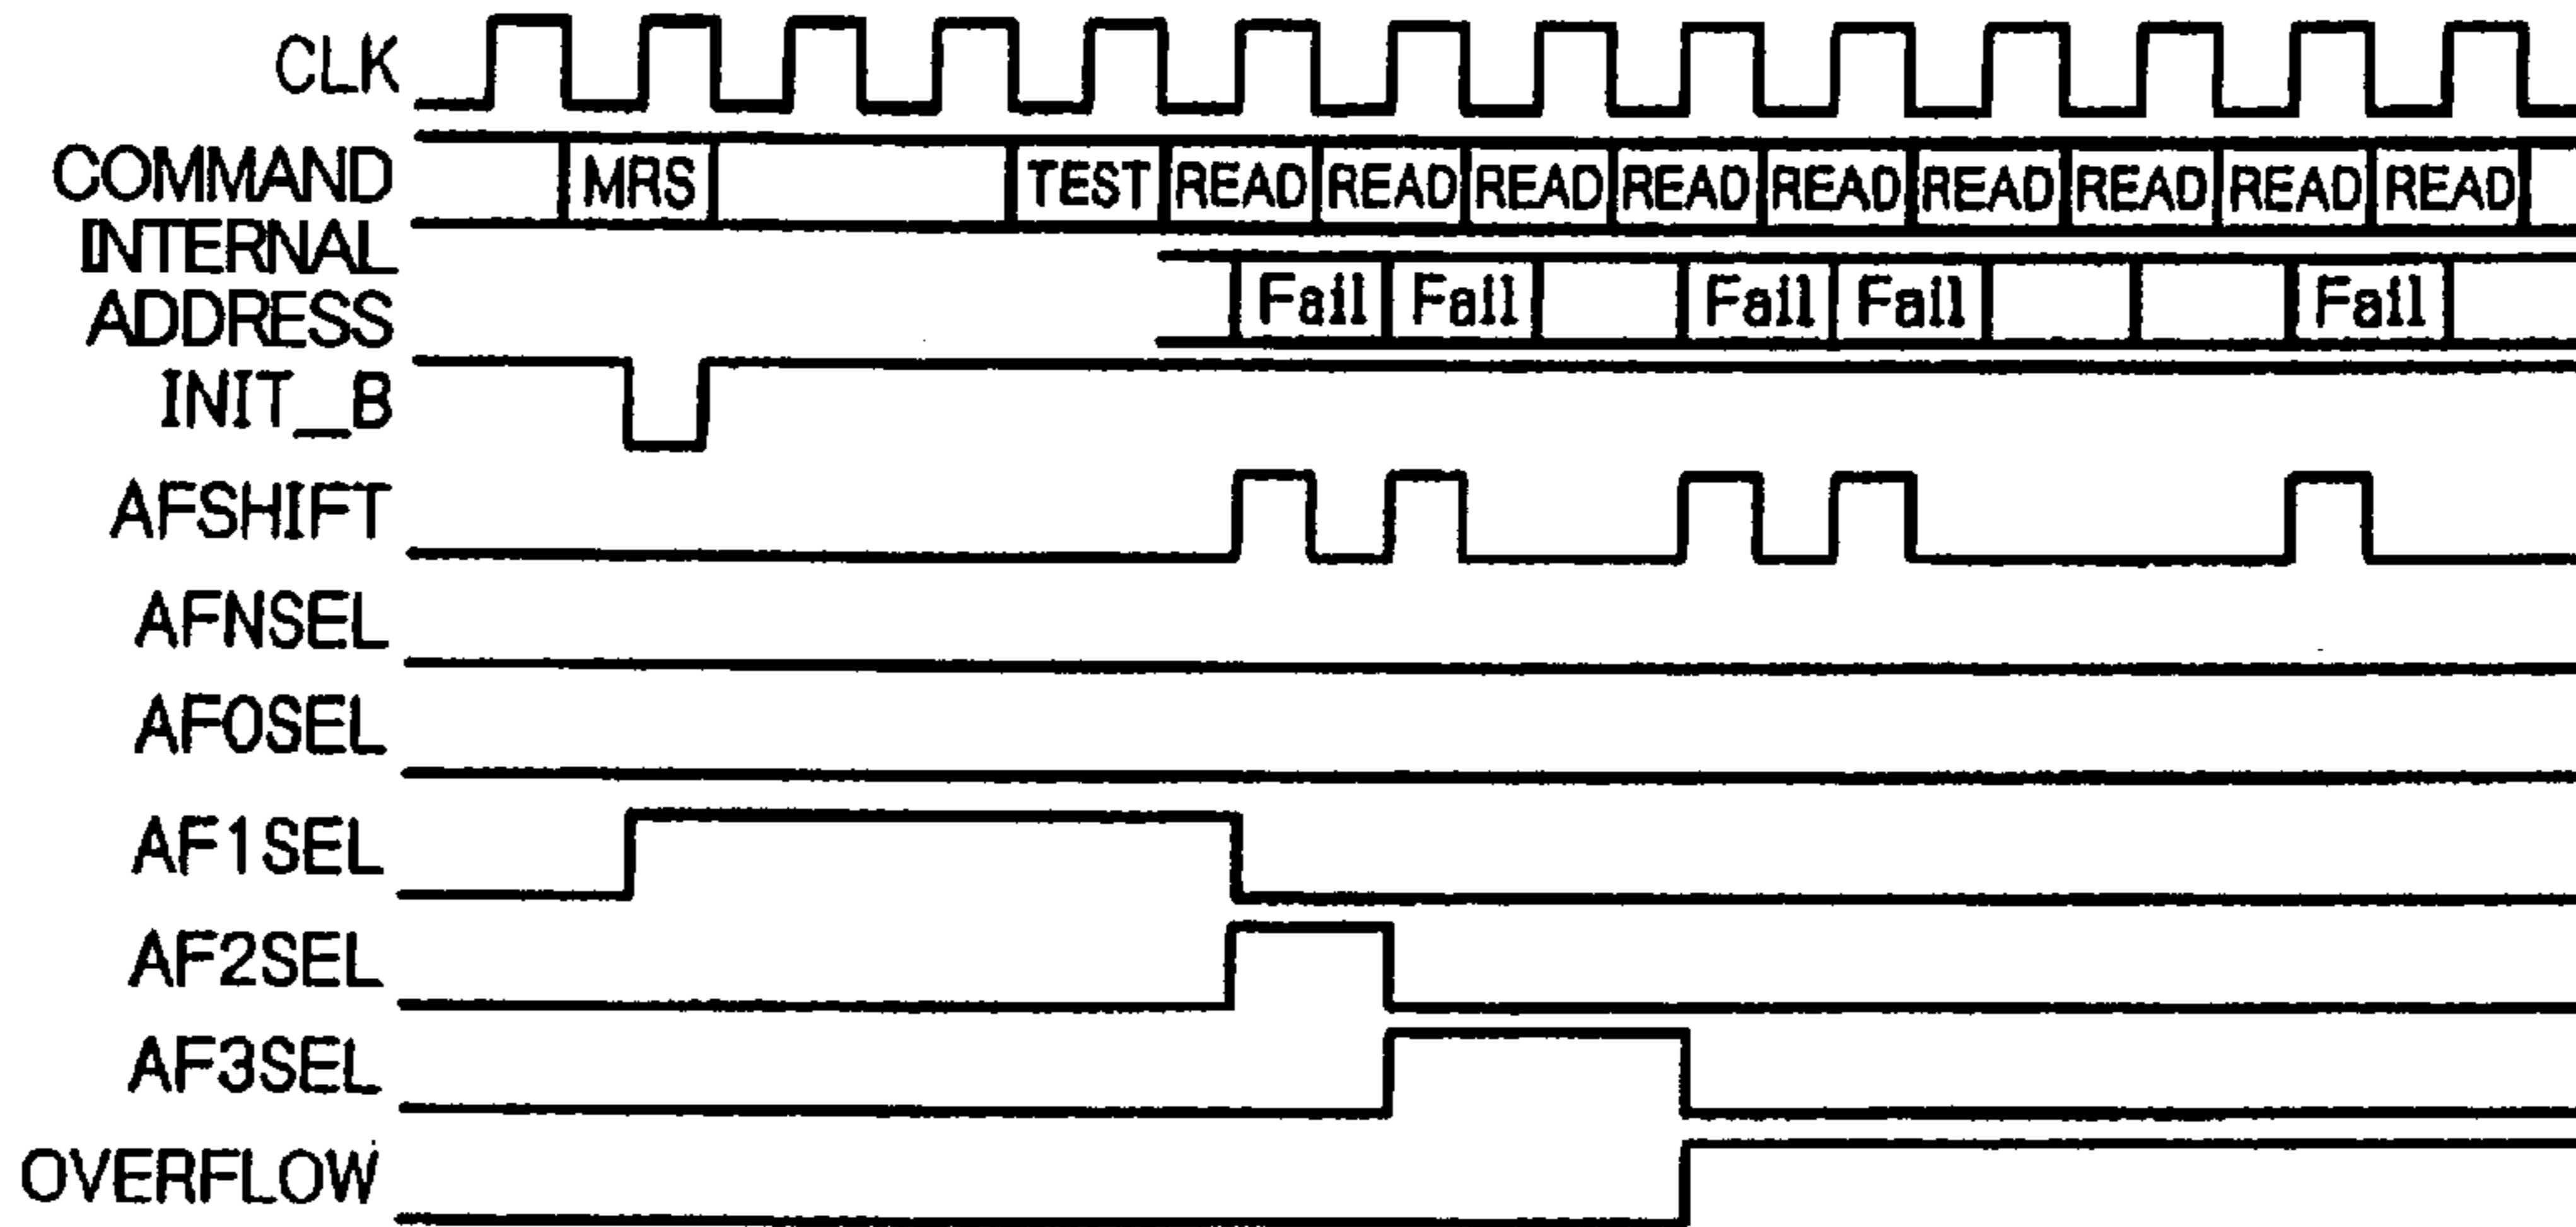 CLK
COMMAND MRS TEST READ READ READ READ READ READ READ READ READ
INTERNAL
ADDRESS Fail Fail Fail Fail Fail
INIT_B
AFSHIFT
AFNSEL
AF0SEL
AF1SEL
AF2SEL
AF3SEL
OVERFLOW